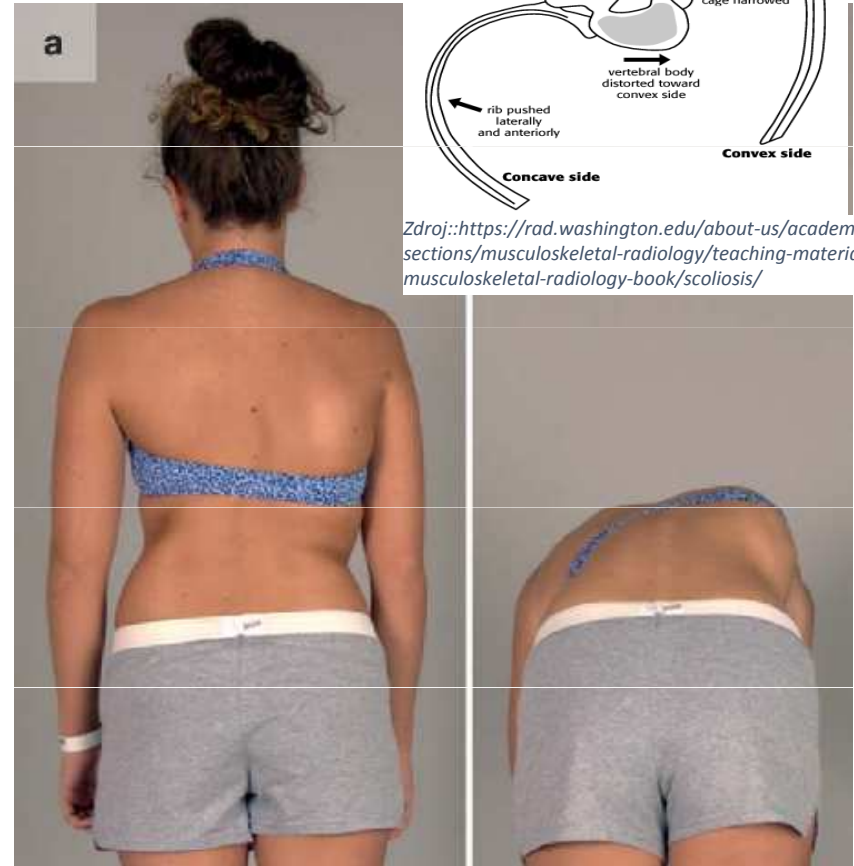 a
cage narrowed
vertebral body
distorted toward
convex side
rib pushed
laterally
and anteriorly
Convex side
Concave side
Zdroj::https://rad.washington.edu/about-us/academ
sections/musculoskeletal-radiology/teaching-materia
musculoskeletal-radiology-book/scoliosis/